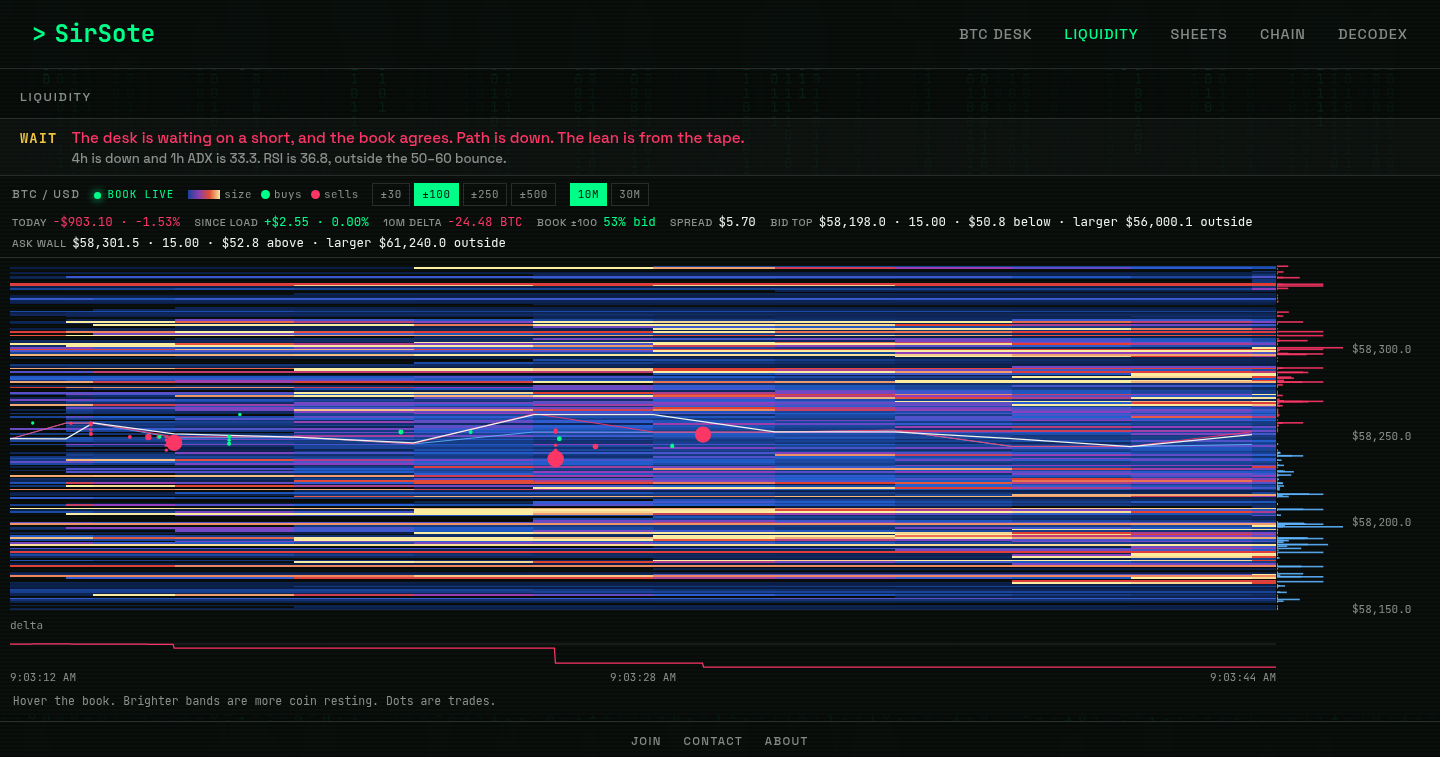 > SirSote
BTC DESK LIQUIDITY SHEETS CHAIN DECODEX
LIQUIDITY
WAIT The desk is waiting on a short, and the book agrees. Path is down. The lean is from the tape.
4h is down and 1h ADX is 33.3. RSI is 36.8, outside the 50–60 bounce.
BTC / USD BOOK LIVE size buys sells ±30 ±100 ±250 ±500 10M 30M
TODAY -$903.10 · -1.53% SINCE LOAD +$2.55 · 0.00% 10M DELTA -24.48 BTC BOOK ±100 53% bid SPREAD $5.70 BID TOP $58,198.0 · 15.00 · $50.8 below · larger $56,000.1 outside
ASK WALL $58,301.5 · 15.00 · $52.8 above · larger $61,240.0 outside
$58,300.0
$58,250.0
$58,200.0
$58,150.0
delta
9:03:12 AM 9:03:28 AM 9:03:44 AM
Hover the book. Brighter bands are more coin resting. Dots are trades.
JOIN CONTACT ABOUT